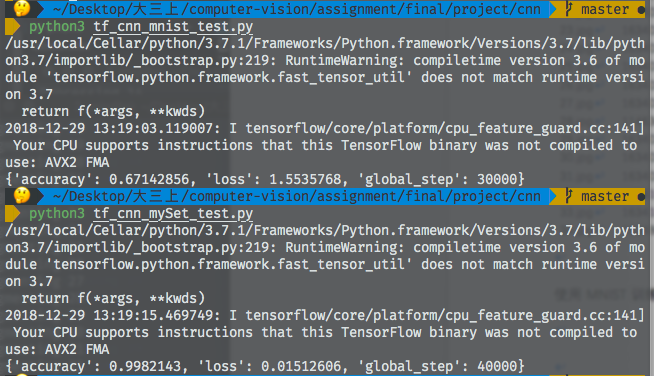 ~/Desktop/大三上/computer-vision/assignment/final/project/cnn master ●
python3 tf_cnn_mnist_test.py
/usr/local/Cellar/python/3.7.1/Frameworks/Python.framework/Versions/3.7/lib/pyth
on3.7/importlib/_bootstrap.py:219: RuntimeWarning: compiletime version 3.6 of mo
dule 'tensorflow.python.framework.fast_tensor_util' does not match runtime versi
on 3.7
return f(*args, **kwds)
2018-12-29 13:19:03.119007: I tensorflow/core/platform/cpu_feature_guard.cc:141]
Your CPU supports instructions that this TensorFlow binary was not compiled to
use: AVX2 FMA
{'accuracy': 0.67142856, 'loss': 1.5535768, 'global_step': 30000}
~/Desktop/大三上/computer-vision/assignment/final/project/cnn master ●
python3 tf_cnn_mySet_test.py
/usr/local/Cellar/python/3.7.1/Frameworks/Python.framework/Versions/3.7/lib/pyth
on3.7/importlib/_bootstrap.py:219: RuntimeWarning: compiletime version 3.6 of mo
dule 'tensorflow.python.framework.fast_tensor_util' does not match runtime versi
on 3.7
return f(*args, **kwds)
2018-12-29 13:19:15.469749: I tensorflow/core/platform/cpu_feature_guard.cc:141]
Your CPU supports instructions that this TensorFlow binary was not compiled to
use: AVX2 FMA
{'accuracy': 0.9982143, 'loss': 0.01512606, 'global_step': 40000}